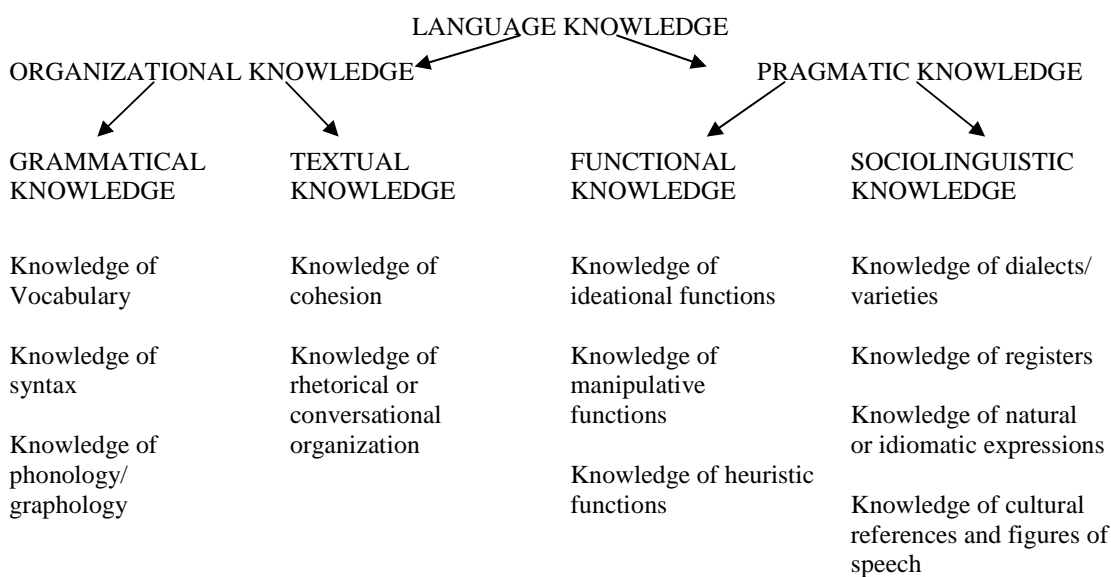 LANGUAGE KNOWLEDGE
ORGANIZATIONAL KNOWLEDGE
PRAGMATIC KNOWLEDGE
GRAMMATICAL
KNOWLEDGE
TEXTUAL
KNOWLEDGE
FUNCTIONAL
KNOWLEDGE
SOCIOLINGUISTIC
KNOWLEDGE
Knowledge of
Vocabulary
Knowledge of
syntax
Knowledge of
phonology/
graphology
Knowledge of
cohesion
Knowledge of
rhetorical or
conversational
organization
Knowledge of
ideational functions
Knowledge of
manipulative
functions
Knowledge of heuristic
functions
Knowledge of dialects/
varieties
Knowledge of registers
Knowledge of natural
or idiomatic expressions
Knowledge of cultural
references and figures of
speech